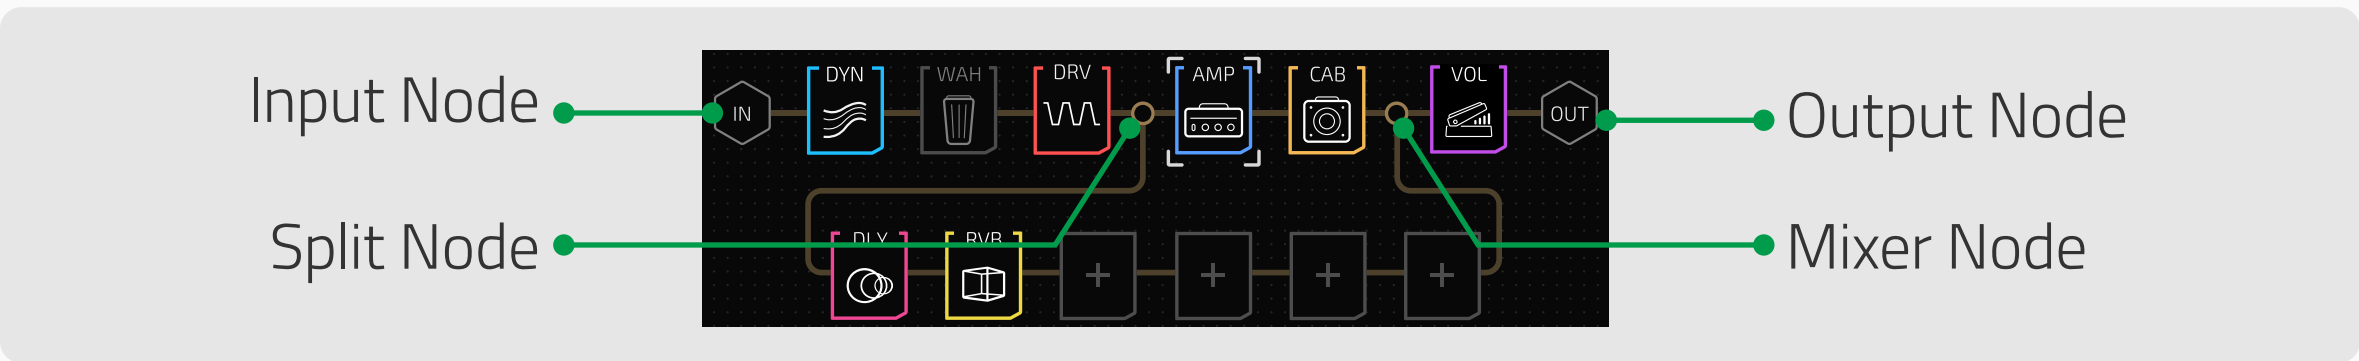 Input Node
IN
DYN
WAH
DRV
AMP
CAB
VOL
OUT
Output Node
Split Node
DLY
RVB
Mixer Node